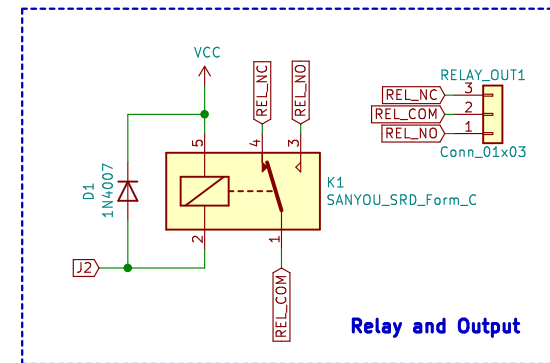 VCC
REL_NC
REL_NO
RELAY_OUT1
REL_NC 3
REL_COM 2
REL_NO 1
Conn_01x03
5
4
3
D1
1N4007
K1
SANYOU_SRD_Form_C
2
1
J2
REL_COM
Relay and Output